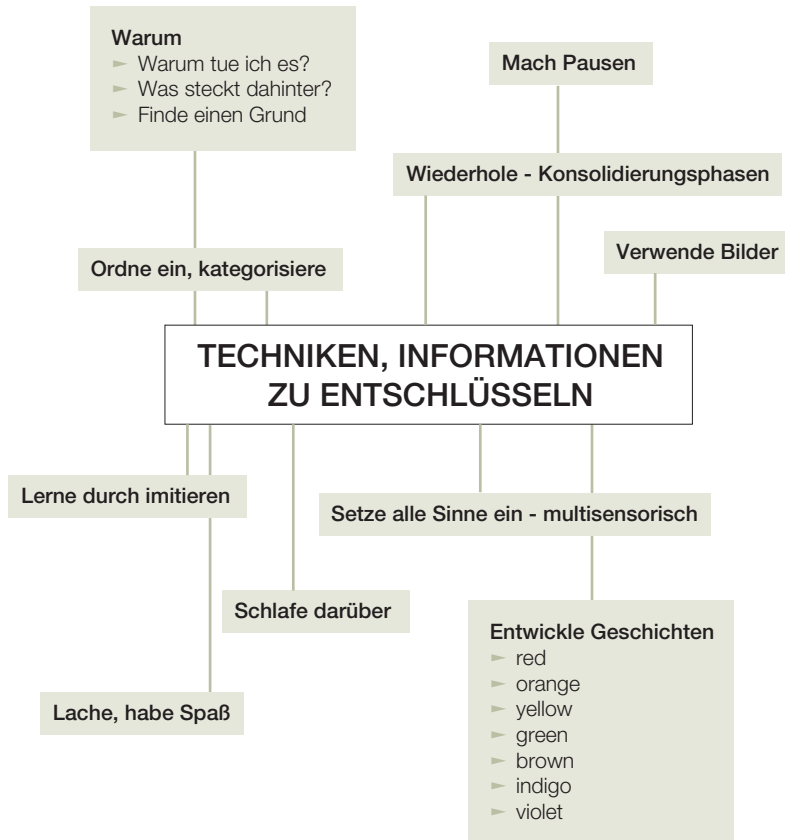 Warum
► Warum tue ich es?
► Was steckt dahinter?
► Finde einen Grund
Mach Pausen
Wiederhole - Konsolidierungsphasen
Ordne ein, kategorisiere
Verwende Bilder
TECHNIKEN, INFORMATIONEN
ZU ENTSCHLÜSSELN
Lerne durch imitieren
Setze alle Sinne ein - multisensorisch
Schlafe darüber
Lache, habe Spaß
Entwickle Geschichten
► red
► orange
► yellow
► green
► brown
► indigo
► violet